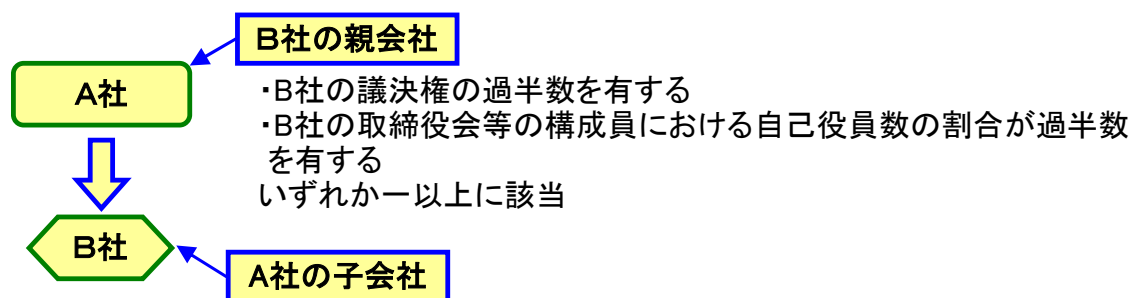 B社の親会社
A社
・B社の議決権の過半数を有する
・B社の取締役会等の構成員における自己役員数の割合が過半数
を有する
いずれか一以上に該当
B社
A社の子会社